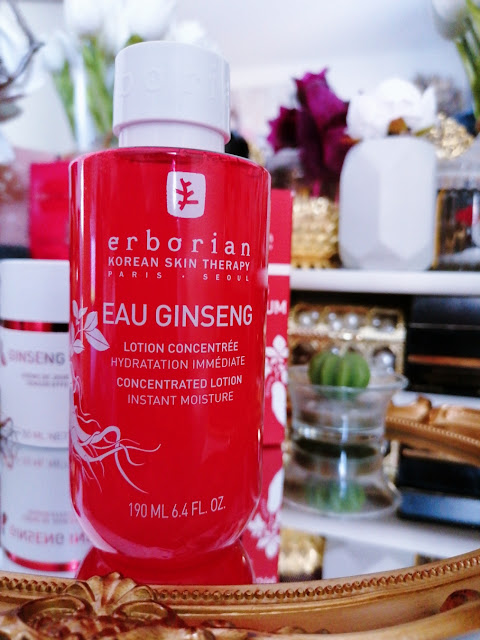 erborian
KOREAN SKIN THERAPY
PARIS · SEOUL
EAU GINSENG
LOTION CONCENTRÉE
HYDRATATION IMMÉDIATE
CONCENTRATED LOTION
INSTANT MOISTURE
190 ML 6.4 FL. OZ.
GINSENG